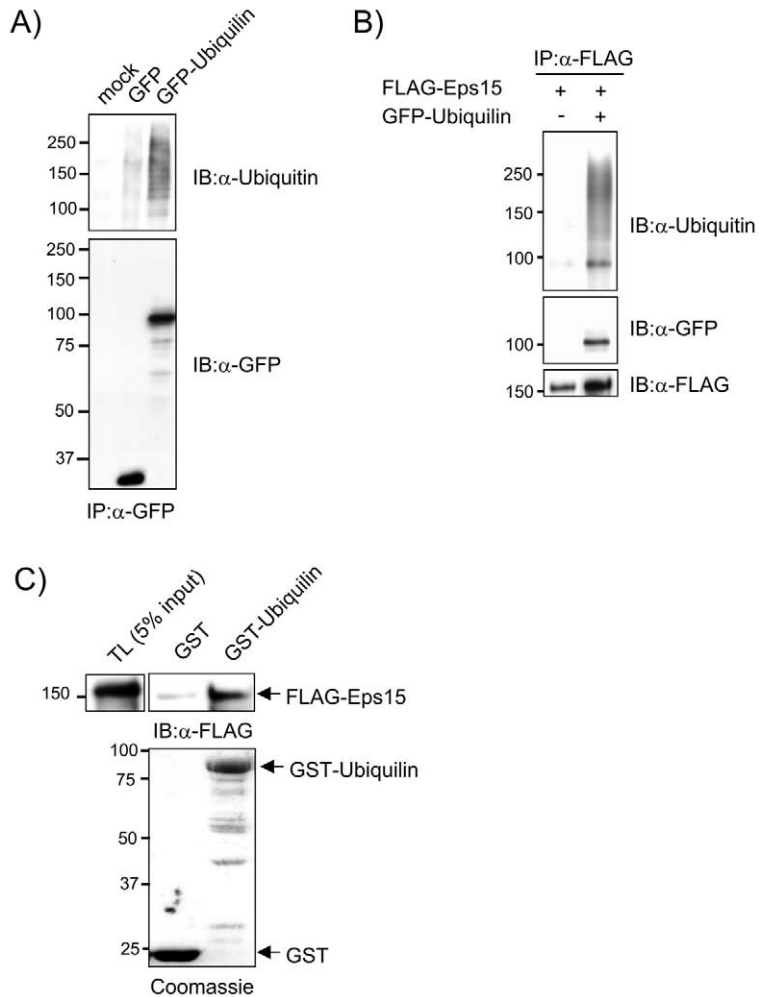 A)
mock
GFP
GFP-Ubiquilin
250
150
100
IB:α-Ubiquitin
250
150
100
75
50
37
IB:α-GFP
IP:α-GFP
B)
IP:α-FLAG
FLAG-Eps15 + +
GFP-Ubiquilin - +
250
150
100
IB:α-Ubiquitin
100
IB:α-GFP
150
IB:α-FLAG
C)
TL (5% input)
GST
GST-Ubiquilin
150
FLAG-Eps15
IB:α-FLAG
100
75
50
37
25
GST-Ubiquilin
GST
Coomassie